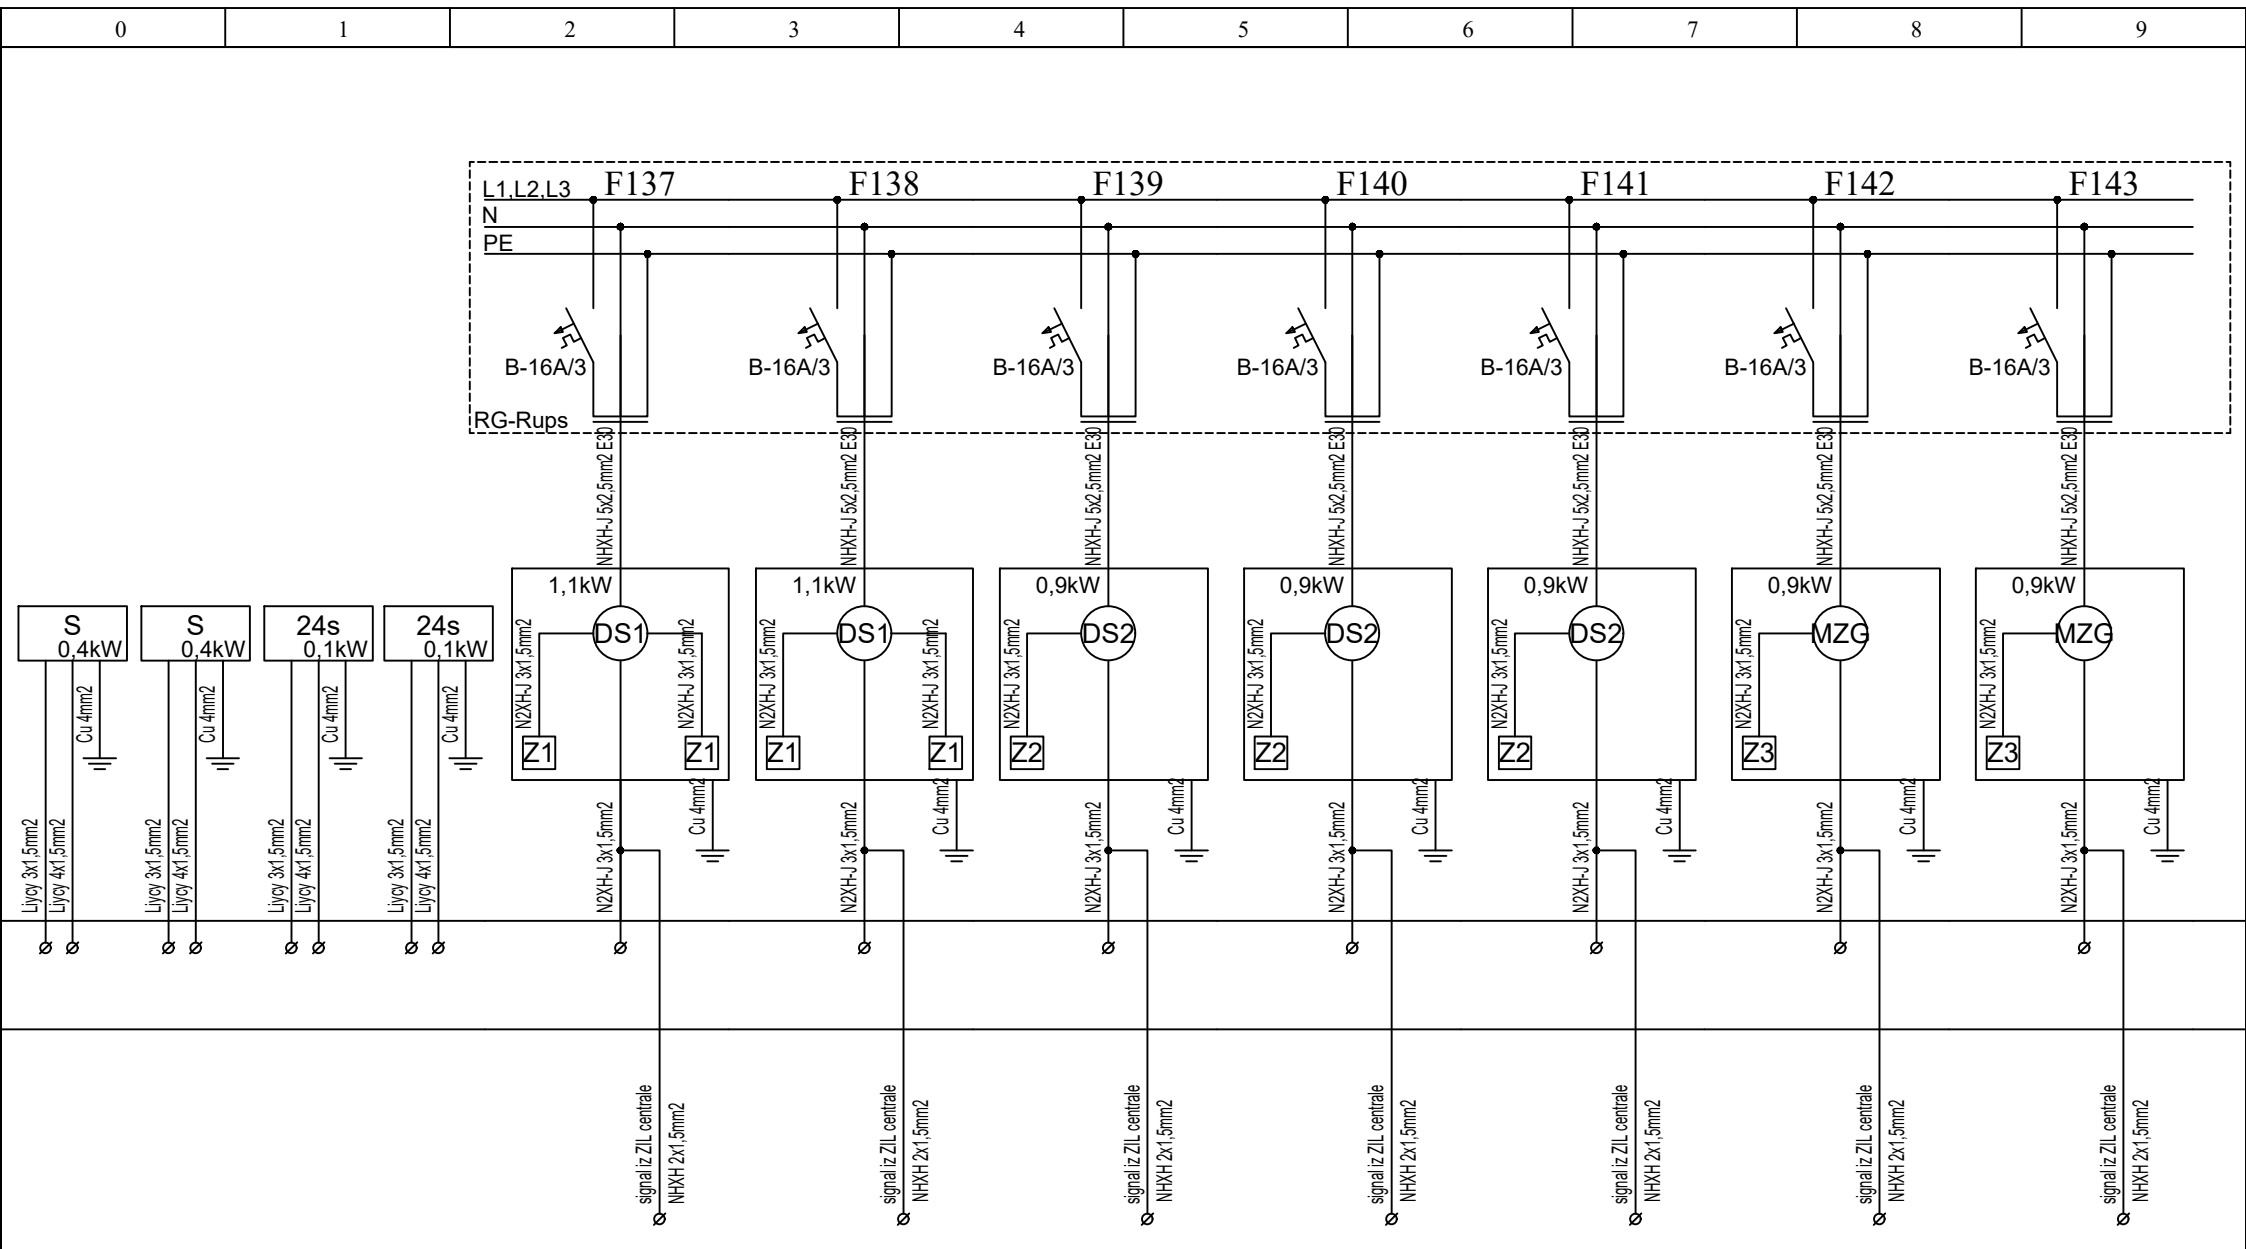 0 1 2 3 4 5 6 7 8 9
L1,L2,L3 F137 F138 F139 F140 F141 F142 F143
N
PE
B-16A/3 B-16A/3 B-16A/3 B-16A/3 B-16A/3 B-16A/3 B-16A/3
RG-Rups
NHXH-J 5x2,5mm2 E30 NHXH-J 5x2,5mm2 E30 NHXH-J 5x2,5mm2 E30 NHXH-J 5x2,5mm2 E30 NHXH-J 5x2,5mm2 E30 NHXH-J 5x2,5mm2 E30 NHXH-J 5x2,5mm2 E30
1,1kW 1,1kW 0,9kW 0,9kW 0,9kW 0,9kW 0,9kW
S S 24s 24s DS1 DS1 DS2 DS2 DS2 MZG MZG
0,4kW 0,4kW 0,1kW 0,1kW
N2XH-J 3x1,5mm2 N2XH-J 3x1,5mm2 N2XH-J 3x1,5mm2 N2XH-J 3x1,5mm2 N2XH-J 3x1,5mm2 N2XH-J 3x1,5mm2 N2XH-J 3x1,5mm2 N2XH-J 3x1,5mm2 N2XH-J 3x1,5mm2
Cu 4mm2 Cu 4mm2 Cu 4mm2 Cu 4mm2
Z1 Z1 Z1 Z1 Z2 Z2 Z2 Z3 Z3
Cu 4mm2 Cu 4mm2 Cu 4mm2 Cu 4mm2 Cu 4mm2 Cu 4mm2 Cu 4mm2
Liycy 3x1,5mm2 Liycy 4x1,5mm2 Liycy 3x1,5mm2 Liycy 4x1,5mm2 Liycy 3x1,5mm2 Liycy 4x1,5mm2 Liycy 3x1,5mm2 Liycy 4x1,5mm2
N2XH-J 3x1,5mm2 N2XH-J 3x1,5mm2 N2XH-J 3x1,5mm2 N2XH-J 3x1,5mm2 N2XH-J 3x1,5mm2 N2XH-J 3x1,5mm2 N2XH-J 3x1,5mm2
signal iz ZIL centrale
NHXH 2x1,5mm2
signal iz ZIL centrale
NHXH 2x1,5mm2
signal iz ZIL centrale
NHXH 2x1,5mm2
signal iz ZIL centrale
NHXH 2x1,5mm2
signal iz ZIL centrale
NHXH 2x1,5mm2
signal iz ZIL centrale
NHXH 2x1,5mm2
signal iz ZIL centrale
NHXH 2x1,5mm2